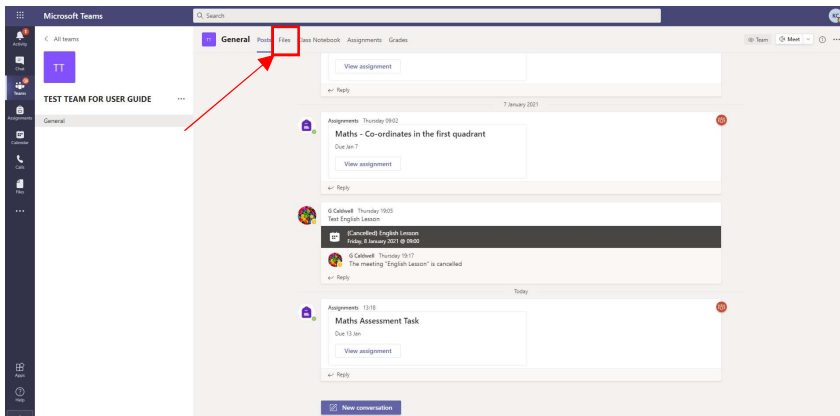 Microsoft Teams
Search
KC
Activity
Chat
Teams
Assignments
Calendar
Calls
Files
Apps
Help
All teams
TT
TEST TEAM FOR USER GUIDE
General
TT
General Posts Files Class Notebook Assignments Grades
Team
Meet
View assignment
Reply
7 January 2021
Assignments Thursday 09:02
Maths - Co-ordinates in the first quadrant
Due Jan 7
View assignment
Reply
G Caldwell Thursday 19:05
Test English Lesson
(Cancelled) English Lesson
Friday, 8 January 2021 @ 09:00
G Caldwell Thursday 19:17
The meeting "English Lesson" is cancelled
Reply
Today
Assignments 13:18
Maths Assessment Task
Due 13 Jan
View assignment
Reply
New conversation